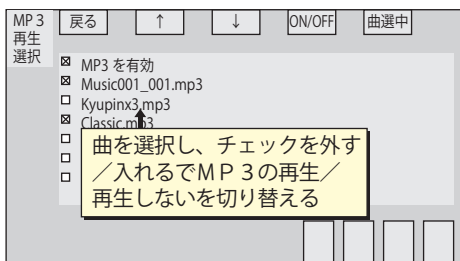 MP3
再生
選択
戻る ↑ ↓ ON/OFF 曲選中
MP3 を有効
Music001_001.mp3
Kyupinx3.mp3
Classic.mp3
曲を選択し、チェックを外す
／入れるでＭＰ３の再生／
再生しないを切り替える